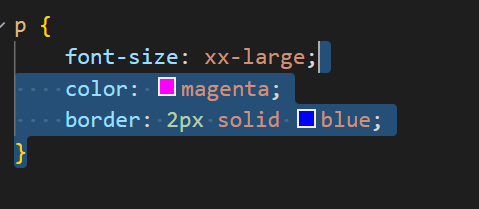 p {
font-size: xx-large;
color: magenta;
border: 2px solid blue;
}